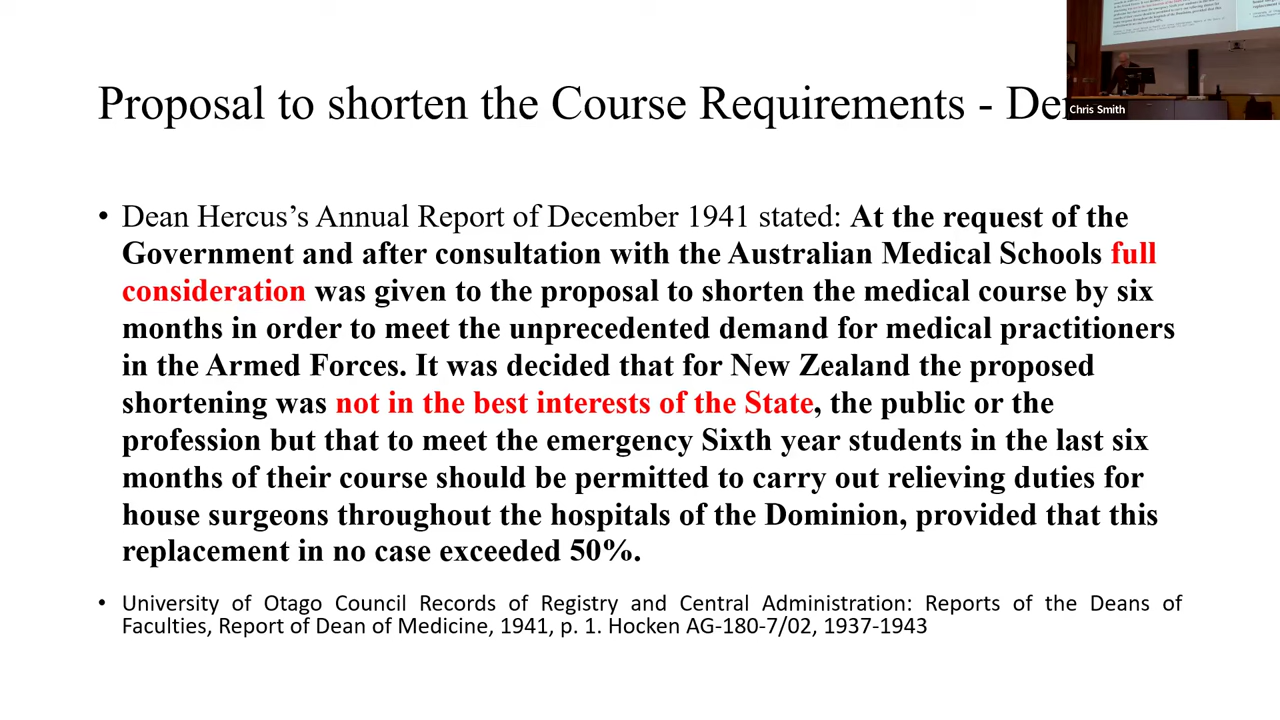 Proposal to shorten the Course Requirements -
Chris Smith
• Dean Hercus’s Annual Report of December 1941 stated: At the request of the
Government and after consultation with the Australian Medical Schools full
consideration was given to the proposal to shorten the medical course by six
months in order to meet the unprecedented demand for medical practitioners
in the Armed Forces. It was decided that for New Zealand the proposed
shortening was not in the best interests of the State, the public or the
profession but that to meet the emergency Sixth year students in the last six
months of their course should be permitted to carry out relieving duties for
house surgeons throughout the hospitals of the Dominion, provided that this
replacement in no case exceeded 50%.
• University of Otago Council Records of Registry and Central Administration: Reports of the Deans of
Faculties, Report of Dean of Medicine, 1941, p. 1. Hocken AG-180-7/02, 1937-1943